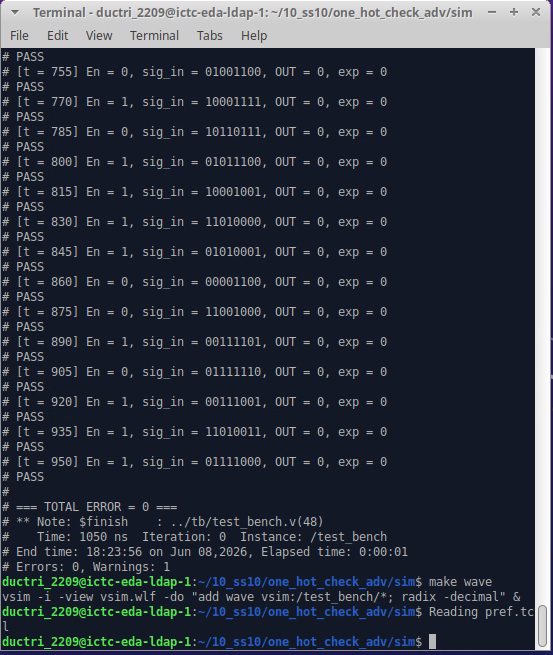 Terminal - ductri_2209@ictc-eda-ldap-1: ~/10_ss10/one_hot_check_adv/sim
File Edit View Terminal Tabs Help
# PASS
# [t = 755] En = 0, sig_in = 01001100, OUT = 0, exp = 0
# PASS
# [t = 770] En = 1, sig_in = 10001111, OUT = 0, exp = 0
# PASS
# [t = 785] En = 0, sig_in = 10110111, OUT = 0, exp = 0
# PASS
# [t = 800] En = 1, sig_in = 01011100, OUT = 0, exp = 0
# PASS
# [t = 815] En = 1, sig_in = 10001001, OUT = 0, exp = 0
# PASS
# [t = 830] En = 1, sig_in = 11010000, OUT = 0, exp = 0
# PASS
# [t = 845] En = 1, sig_in = 01010001, OUT = 0, exp = 0
# PASS
# [t = 860] En = 0, sig_in = 00001100, OUT = 0, exp = 0
# PASS
# [t = 875] En = 0, sig_in = 11001000, OUT = 0, exp = 0
# PASS
# [t = 890] En = 1, sig_in = 00111101, OUT = 0, exp = 0
# PASS
# [t = 905] En = 0, sig_in = 01111110, OUT = 0, exp = 0
# PASS
# [t = 920] En = 1, sig_in = 00111001, OUT = 0, exp = 0
# PASS
# [t = 935] En = 1, sig_in = 11010011, OUT = 0, exp = 0
# PASS
# [t = 950] En = 1, sig_in = 01111000, OUT = 0, exp = 0
# PASS
#
# === TOTAL ERROR = 0 ===
# ** Note: $finish    : ../tb/test_bench.v(48)
#    Time: 1050 ns  Iteration: 0  Instance: /test_bench
# End time: 18:23:56 on Jun 08,2026, Elapsed time: 0:00:01
# Errors: 0, Warnings: 1
ductri_2209@ictc-eda-ldap-1:~/10_ss10/one_hot_check_adv/sim$ make wave
vsim -i -view vsim.wlf -do "add wave vsim:/test_bench/*; radix -decimal" &
ductri_2209@ictc-eda-ldap-1:~/10_ss10/one_hot_check_adv/sim$ Reading pref.tc
l
ductri_2209@ictc-eda-ldap-1:~/10_ss10/one_hot_check_adv/sim$